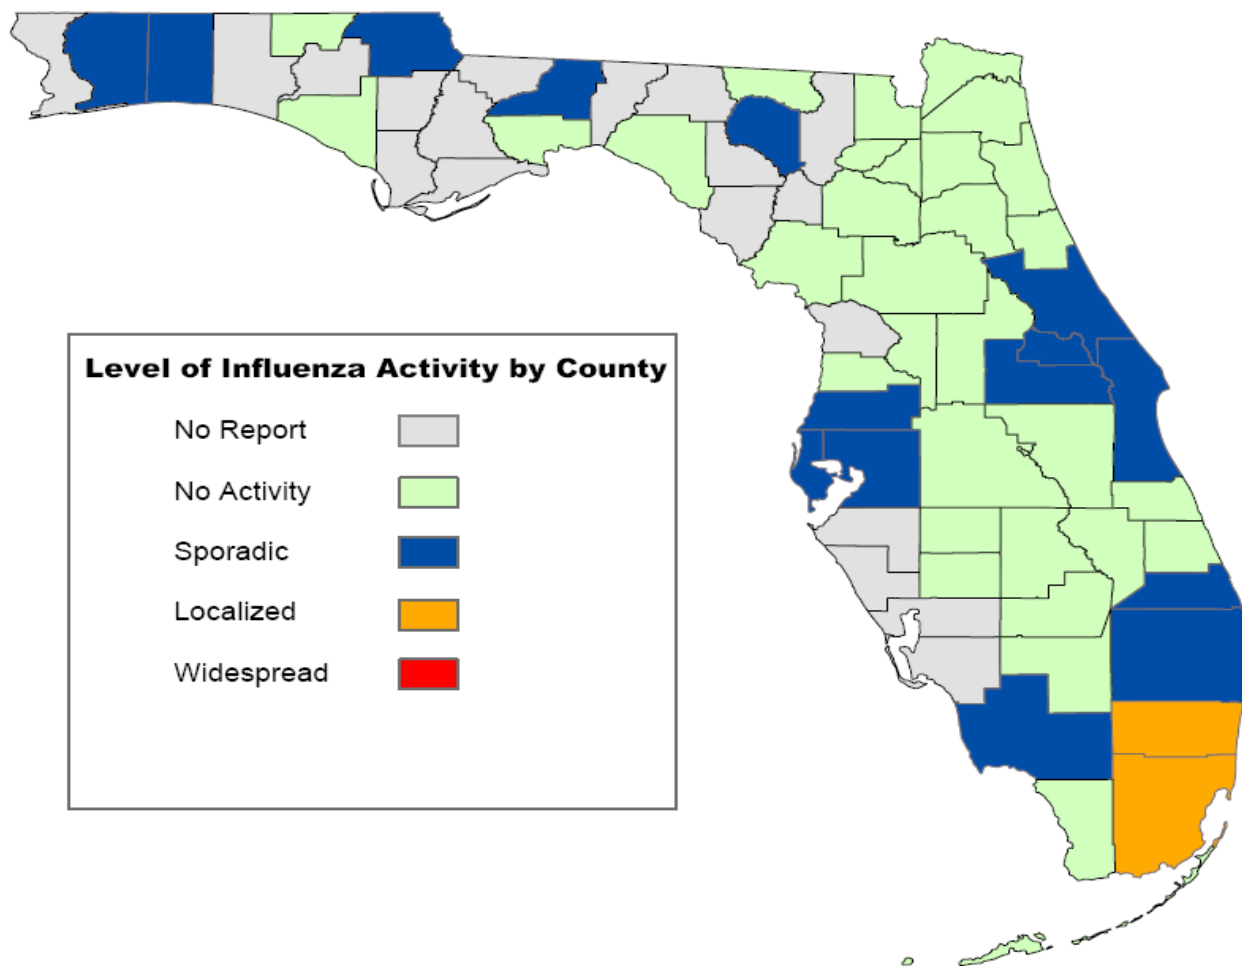 Level of Influenza Activity by County
No Report
No Activity
Sporadic
Localized
Widespread